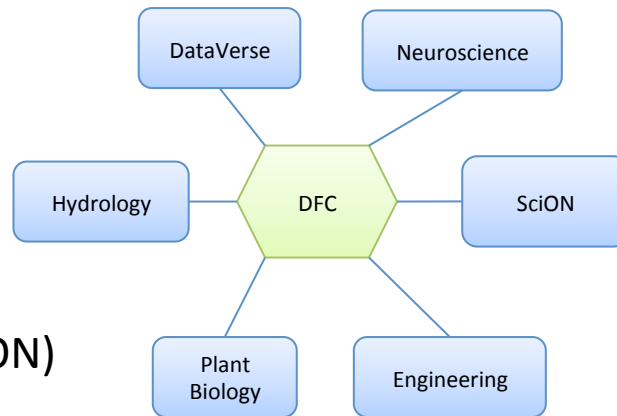 DataVerse
Neuroscience
Hydrology
DFC
SciON
ON)
Plant
Biology
Engineering